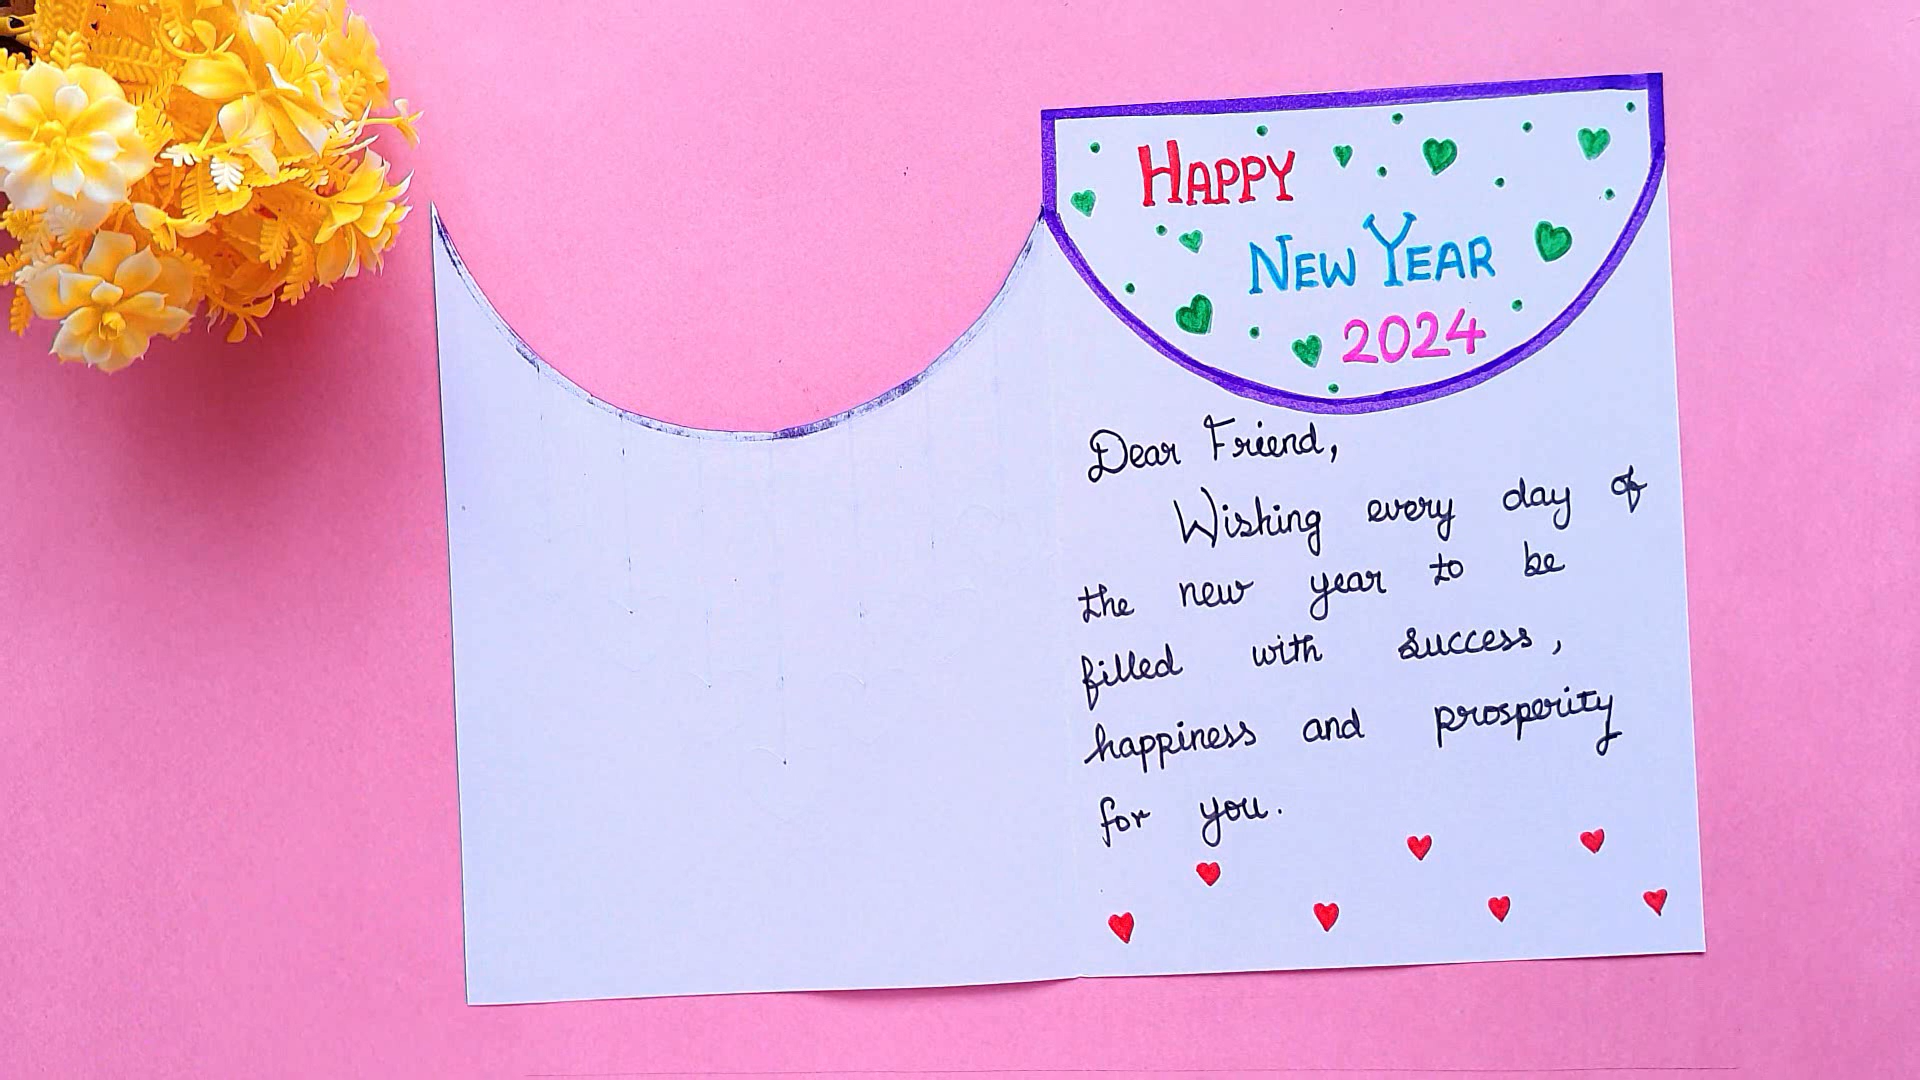 HAPPY
NEW YEAR
2024
Dear Friend,
Wishing every day of
the new year to be
filled with success,
happiness and prosperity
for you.